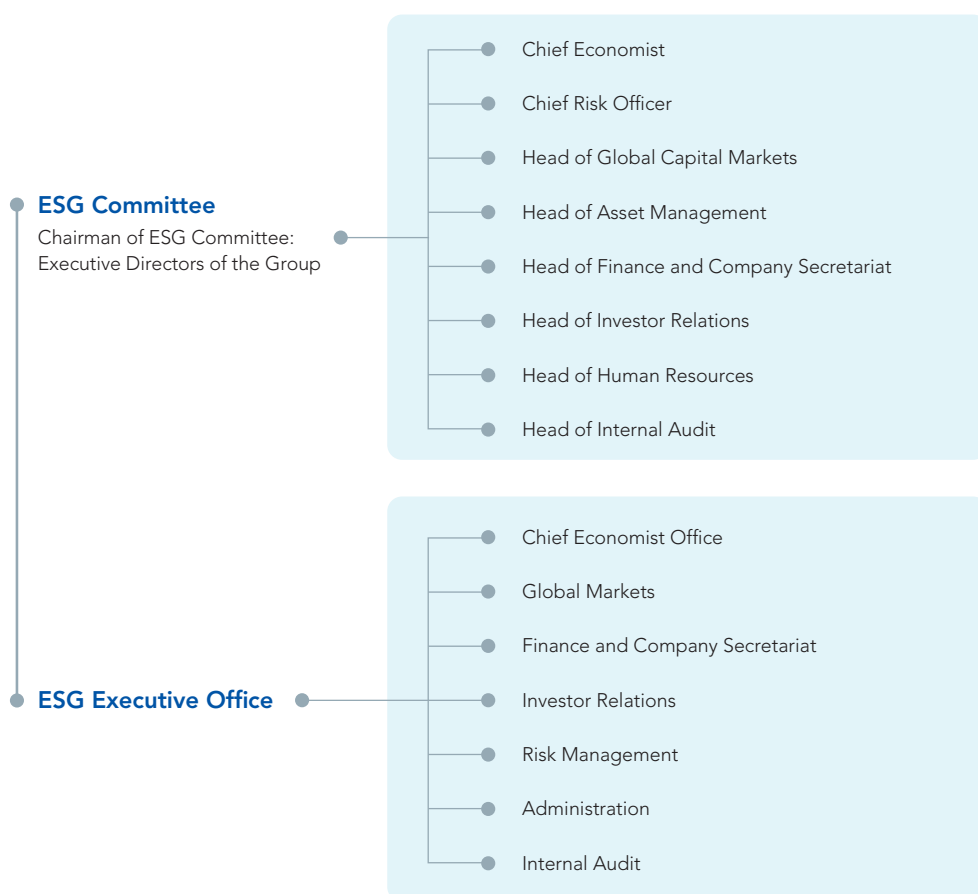 Chief Economist
Chief Risk Officer
Head of Global Capital Markets
ESG Committee
Chairman of ESG Committee:
Executive Directors of the Group
Head of Asset Management
Head of Finance and Company Secretariat
Head of Investor Relations
Head of Human Resources
Head of Internal Audit
Chief Economist Office
Global Markets
Finance and Company Secretariat
ESG Executive Office
Investor Relations
Risk Management
Administration
Internal Audit